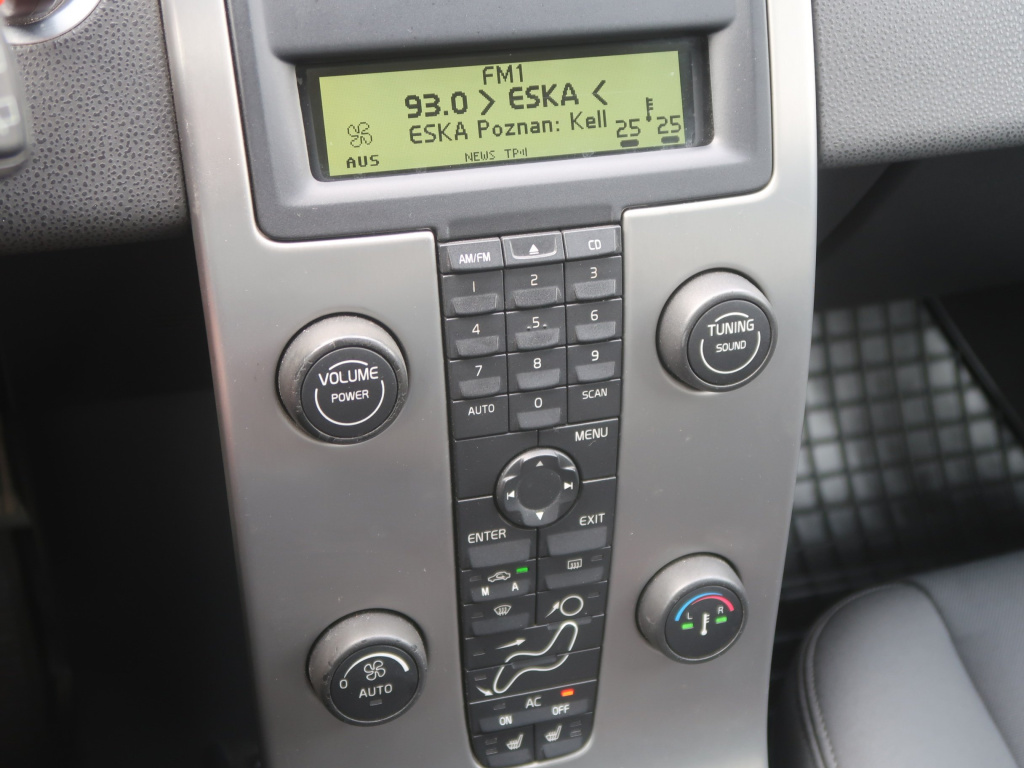 FM1
93.0 > ESKA <
ESKA Poznan: Kell
AUS
NEWS TP
25 25
AM/FM
CD
1 2 3
4 -5- 6
7 8 9
AUTO 0 SCAN
VOLUME
POWER
TUNING
SOUND
MENU
ENTER
EXIT
M A
L R
0
AUTO
AC
ON OFF